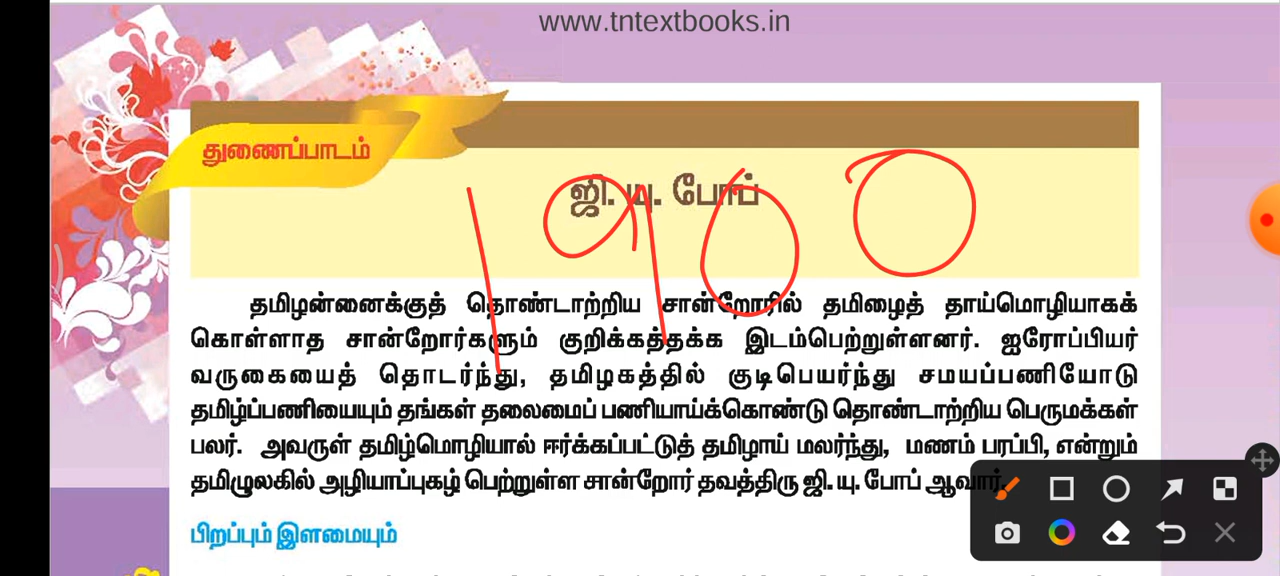 www.tntextbooks.in
துணைப்பாடம்
ஜி. யு. போப்
1960
தமிழன்னைக்குத் தொண்டாற்றிய சான்றோரில் தமிழைத் தாய்மொழியாகக்
கொள்ளாத சான்றோர்களும் குறிக்கத்தக்க இடம்பெற்றுள்ளனர். ஐரோப்பியர்
வருகையைத் தொடர்ந்து, தமிழகத்தில் குடிபெயர்ந்து சமயப்பணியோடு
தமிழ்ப்பணியையும் தங்கள் தலைமைப் பணியாய்க்கொண்டு தொண்டாற்றிய பெருமக்கள்
பலர். அவருள் தமிழ்மொழியால் ஈர்க்கப்பட்டுத் தமிழாய் மலர்ந்து, மணம் பரப்பி, என்றும்
தமிழுலகில் அழியாப்புகழ் பெற்றுள்ள சான்றோர் தவத்திரு ஜி. யு. போப் ஆவார்.
பிறப்பும் இளமையும்